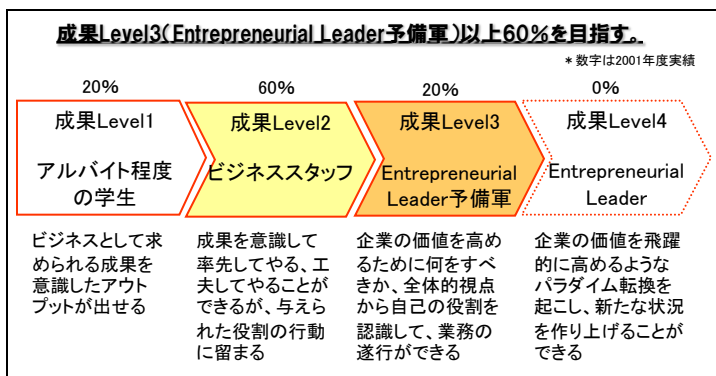 成果Level3(Entrepreneurial Leader予備軍)以上60%を目指す。
*数字は2001年度実績
20%
60%
20%
0%
成果Level1
アルバイト程度
の学生
成果Level2
ビジネススタッフ
成果Level3
Entrepreneurial
Leader予備軍
成果Level4
Entrepreneurial
Leader
ビジネスとして求
められる成果を
意識したアウト
プットが出せる
成果を意識して
率先してやる、工
夫してやることが
できるが、与えら
れた役割の行動
に留まる
企業の価値を高め
るために何をすべ
きか、全体的視点
から自己の役割を
認識して、業務の
遂行ができる
企業の価値を飛躍
的に高めるような
パラダイム転換を
起こし、新たな状況
を作り上げることが
できる